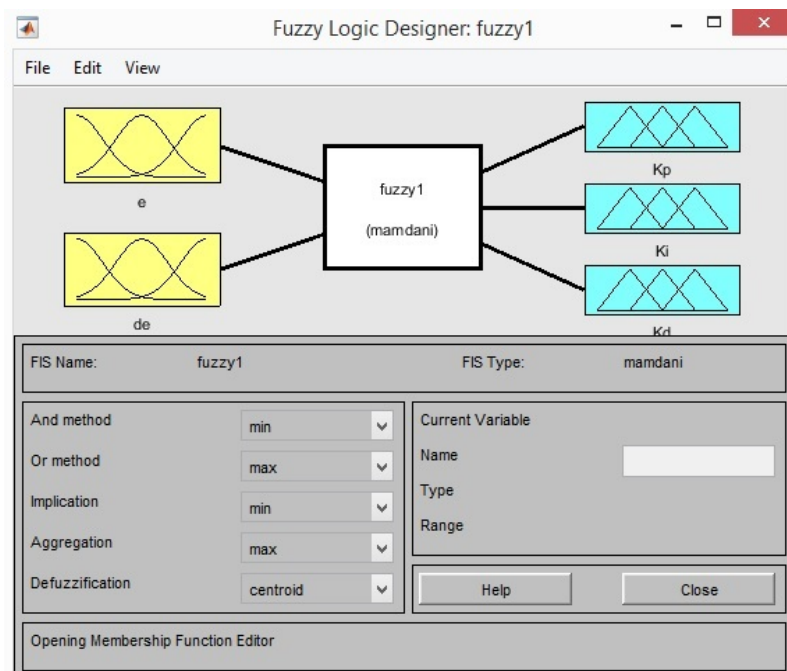 Fuzzy Logic Designer: fuzzy1
File Edit View
e
de
fuzzy1
(mamdani)
Kp
Ki
Kd
FIS Name: fuzzy1 FIS Type: mamdani
And method min
Or method max
Implication min
Aggregation max
Defuzzification centroid
Current Variable
Name
Type
Range
Help Close
Opening Membership Function Editor